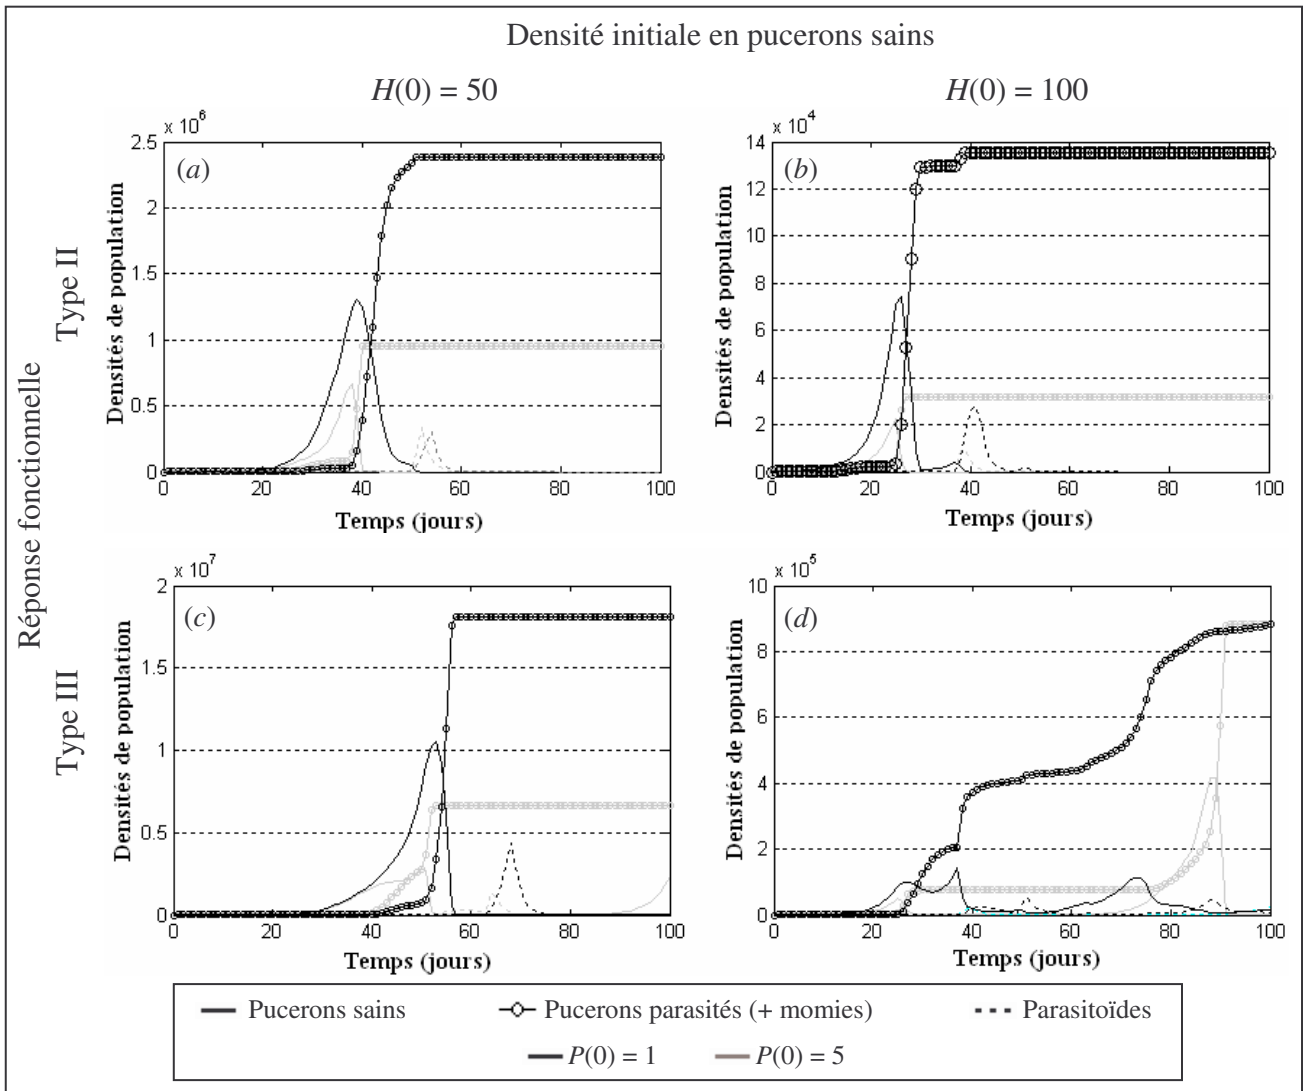 Densité initiale en pucerons sains
H(0) = 50
H(0) = 100
Réponse fonctionnelle
Type II
Type III
x 10^6
(a)
2.5
2
1.5
1
0.5
0
0 20 40 60 80 100
Densités de population
Temps (jours)
x 10^4
(b)
14
12
10
8
6
4
2
0
0 20 40 60 80 100
Densités de population
Temps (jours)
x 10^7
(c)
2
1.5
1
0.5
0
0 20 40 60 80 100
Densités de population
Temps (jours)
x 10^5
(d)
10
8
6
4
2
0
0 20 40 60 80 100
Densités de population
Temps (jours)
Pucerons sains Pucerons parasités (+ momies) Parasitoïdes
P(0) = 1 P(0) = 5